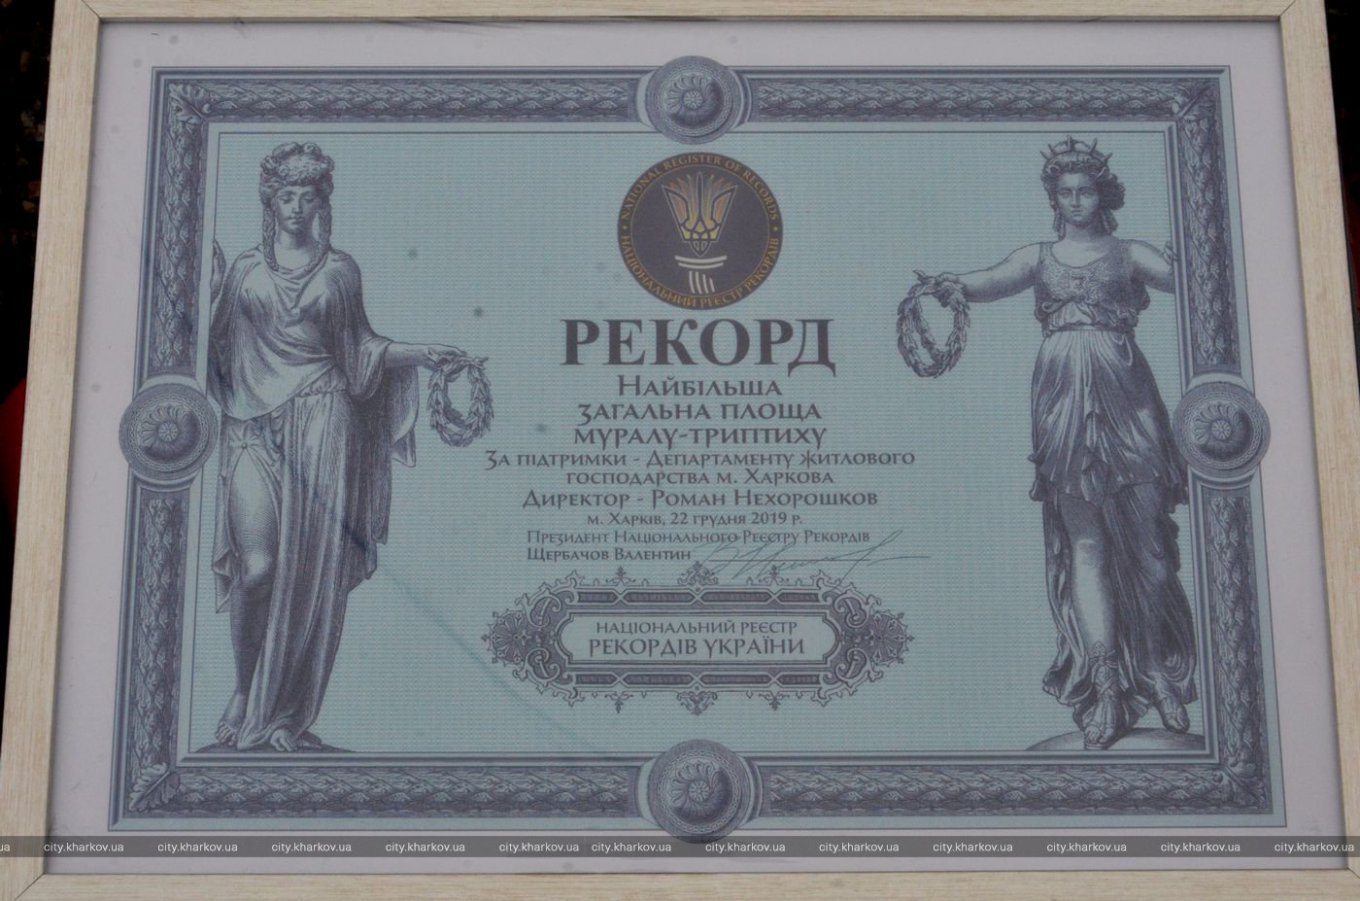 NATIONAL REGISTER OF RECORDS
НАЦІОНАЛЬНИЙ РЕЄСТР РЕКОРДІВ
РЕКОРД
Найбільша
загальна площа
муралу-триптиху
За підтримки - Департаменту житлового
господарства м. Харкова
Директор - Роман Нехорошков
м. Харків, 22 грудня 2019 р.
Президент Національного Реєстру Рекордів
Щербачов Валентин
НАЦІОНАЛЬНИЙ РЕЄСТР
РЕКОРДІВ УКРАЇНИ
ua city.kharkov.ua city.kharkov.ua city.kharkov.ua city.kharkov.ua city.kharkov.ua city.kharkov.ua city.kharkov.ua city.kharkov.ua city.kharkov.ua city.kharkov.ua city.kharkov.ua city.kharkov.ua